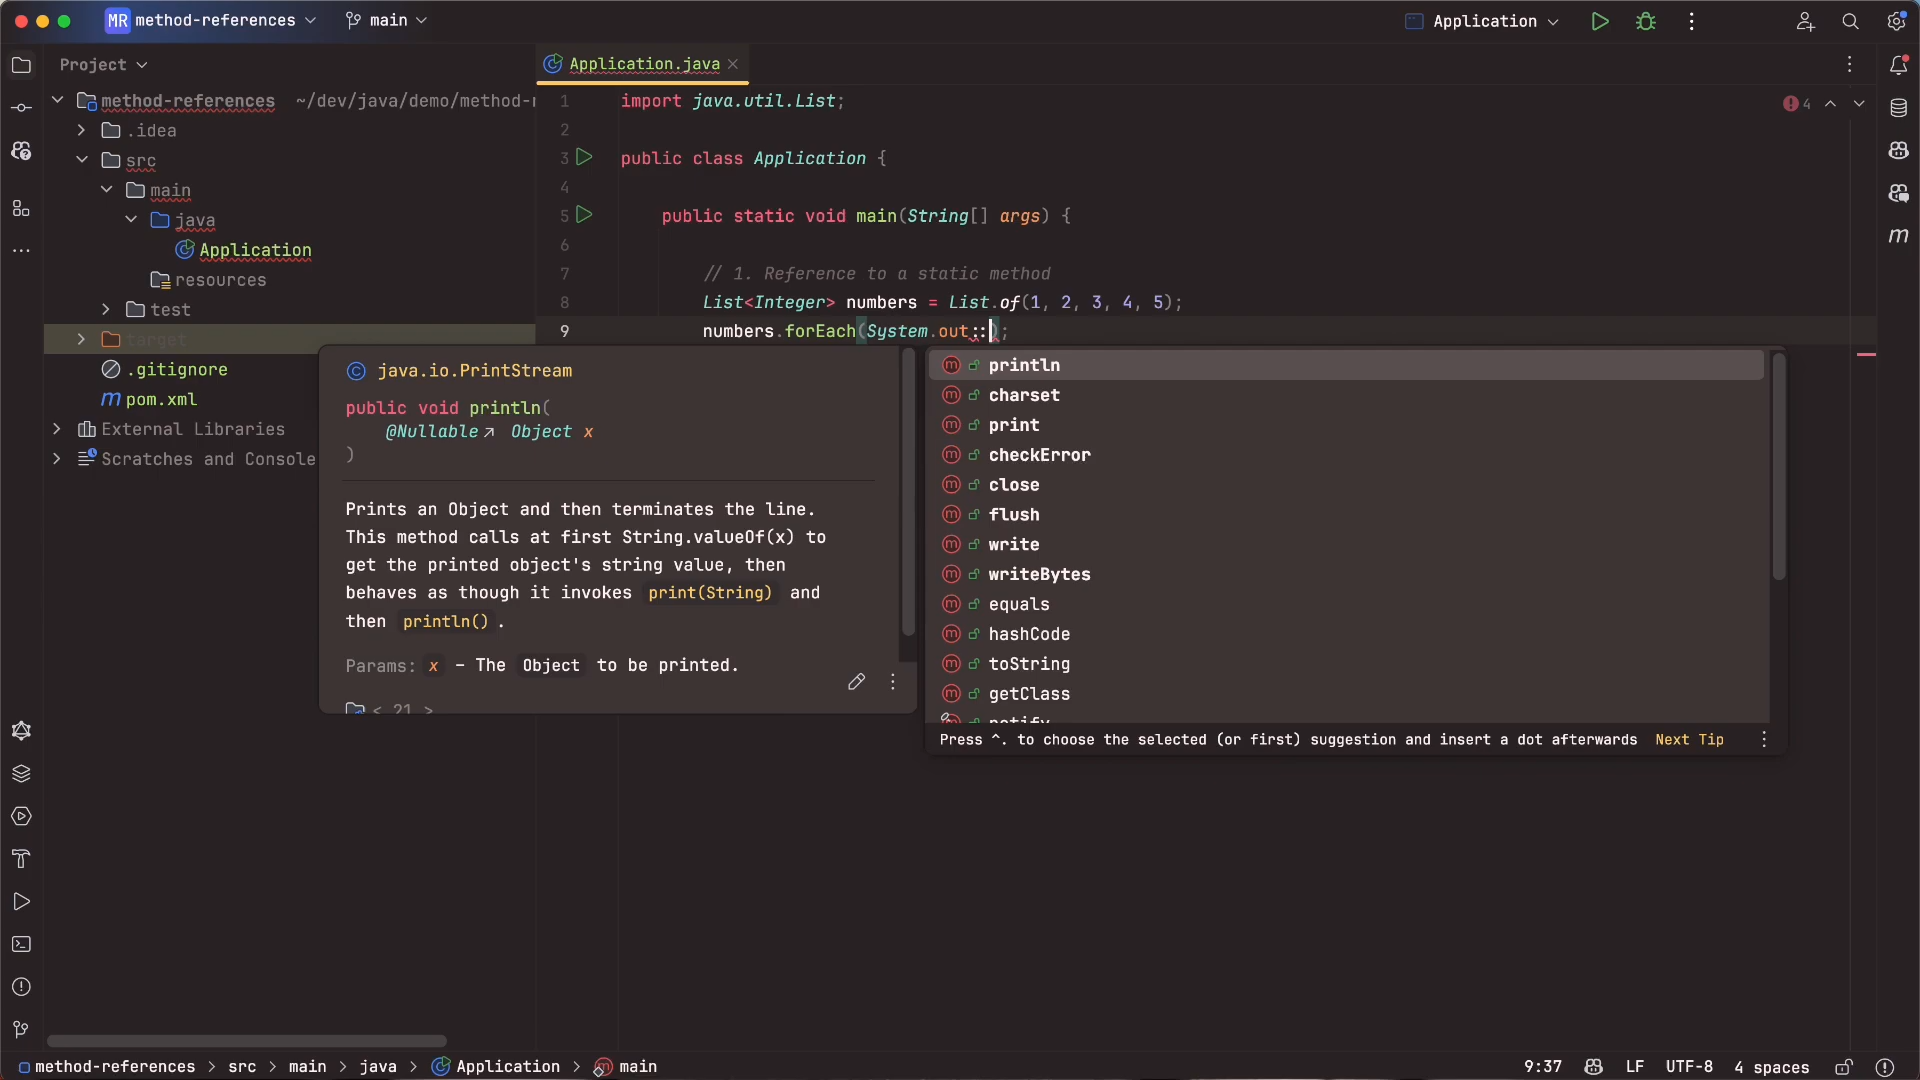 MR method-references main
Application
Project
Application.java
method-references ~/dev/java/demo/method-r
.idea
src
main
java
Application
resources
test
target
.gitignore
pom.xml
External Libraries
Scratches and Console
4
1 import java.util.List;
2
3 public class Application {
4
5 public static void main(String[] args) {
6
7 // 1. Reference to a static method
8 List<Integer> numbers = List.of(1, 2, 3, 4, 5);
9 numbers.forEach(System.out::);
java.io.PrintStream
public void println(
@Nullable↗ Object x
)
Prints an Object and then terminates the line.
This method calls at first String.valueOf(x) to
get the printed object's string value, then
behaves as though it invokes print(String) and
then println() .
Params: x – The Object to be printed.
< 21 >
println
charset
print
checkError
close
flush
write
writeBytes
equals
hashCode
toString
getClass
notify
Press ^. to choose the selected (or first) suggestion and insert a dot afterwards Next Tip
method-references > src > main > java > Application > main
9:37 LF UTF-8 4 spaces